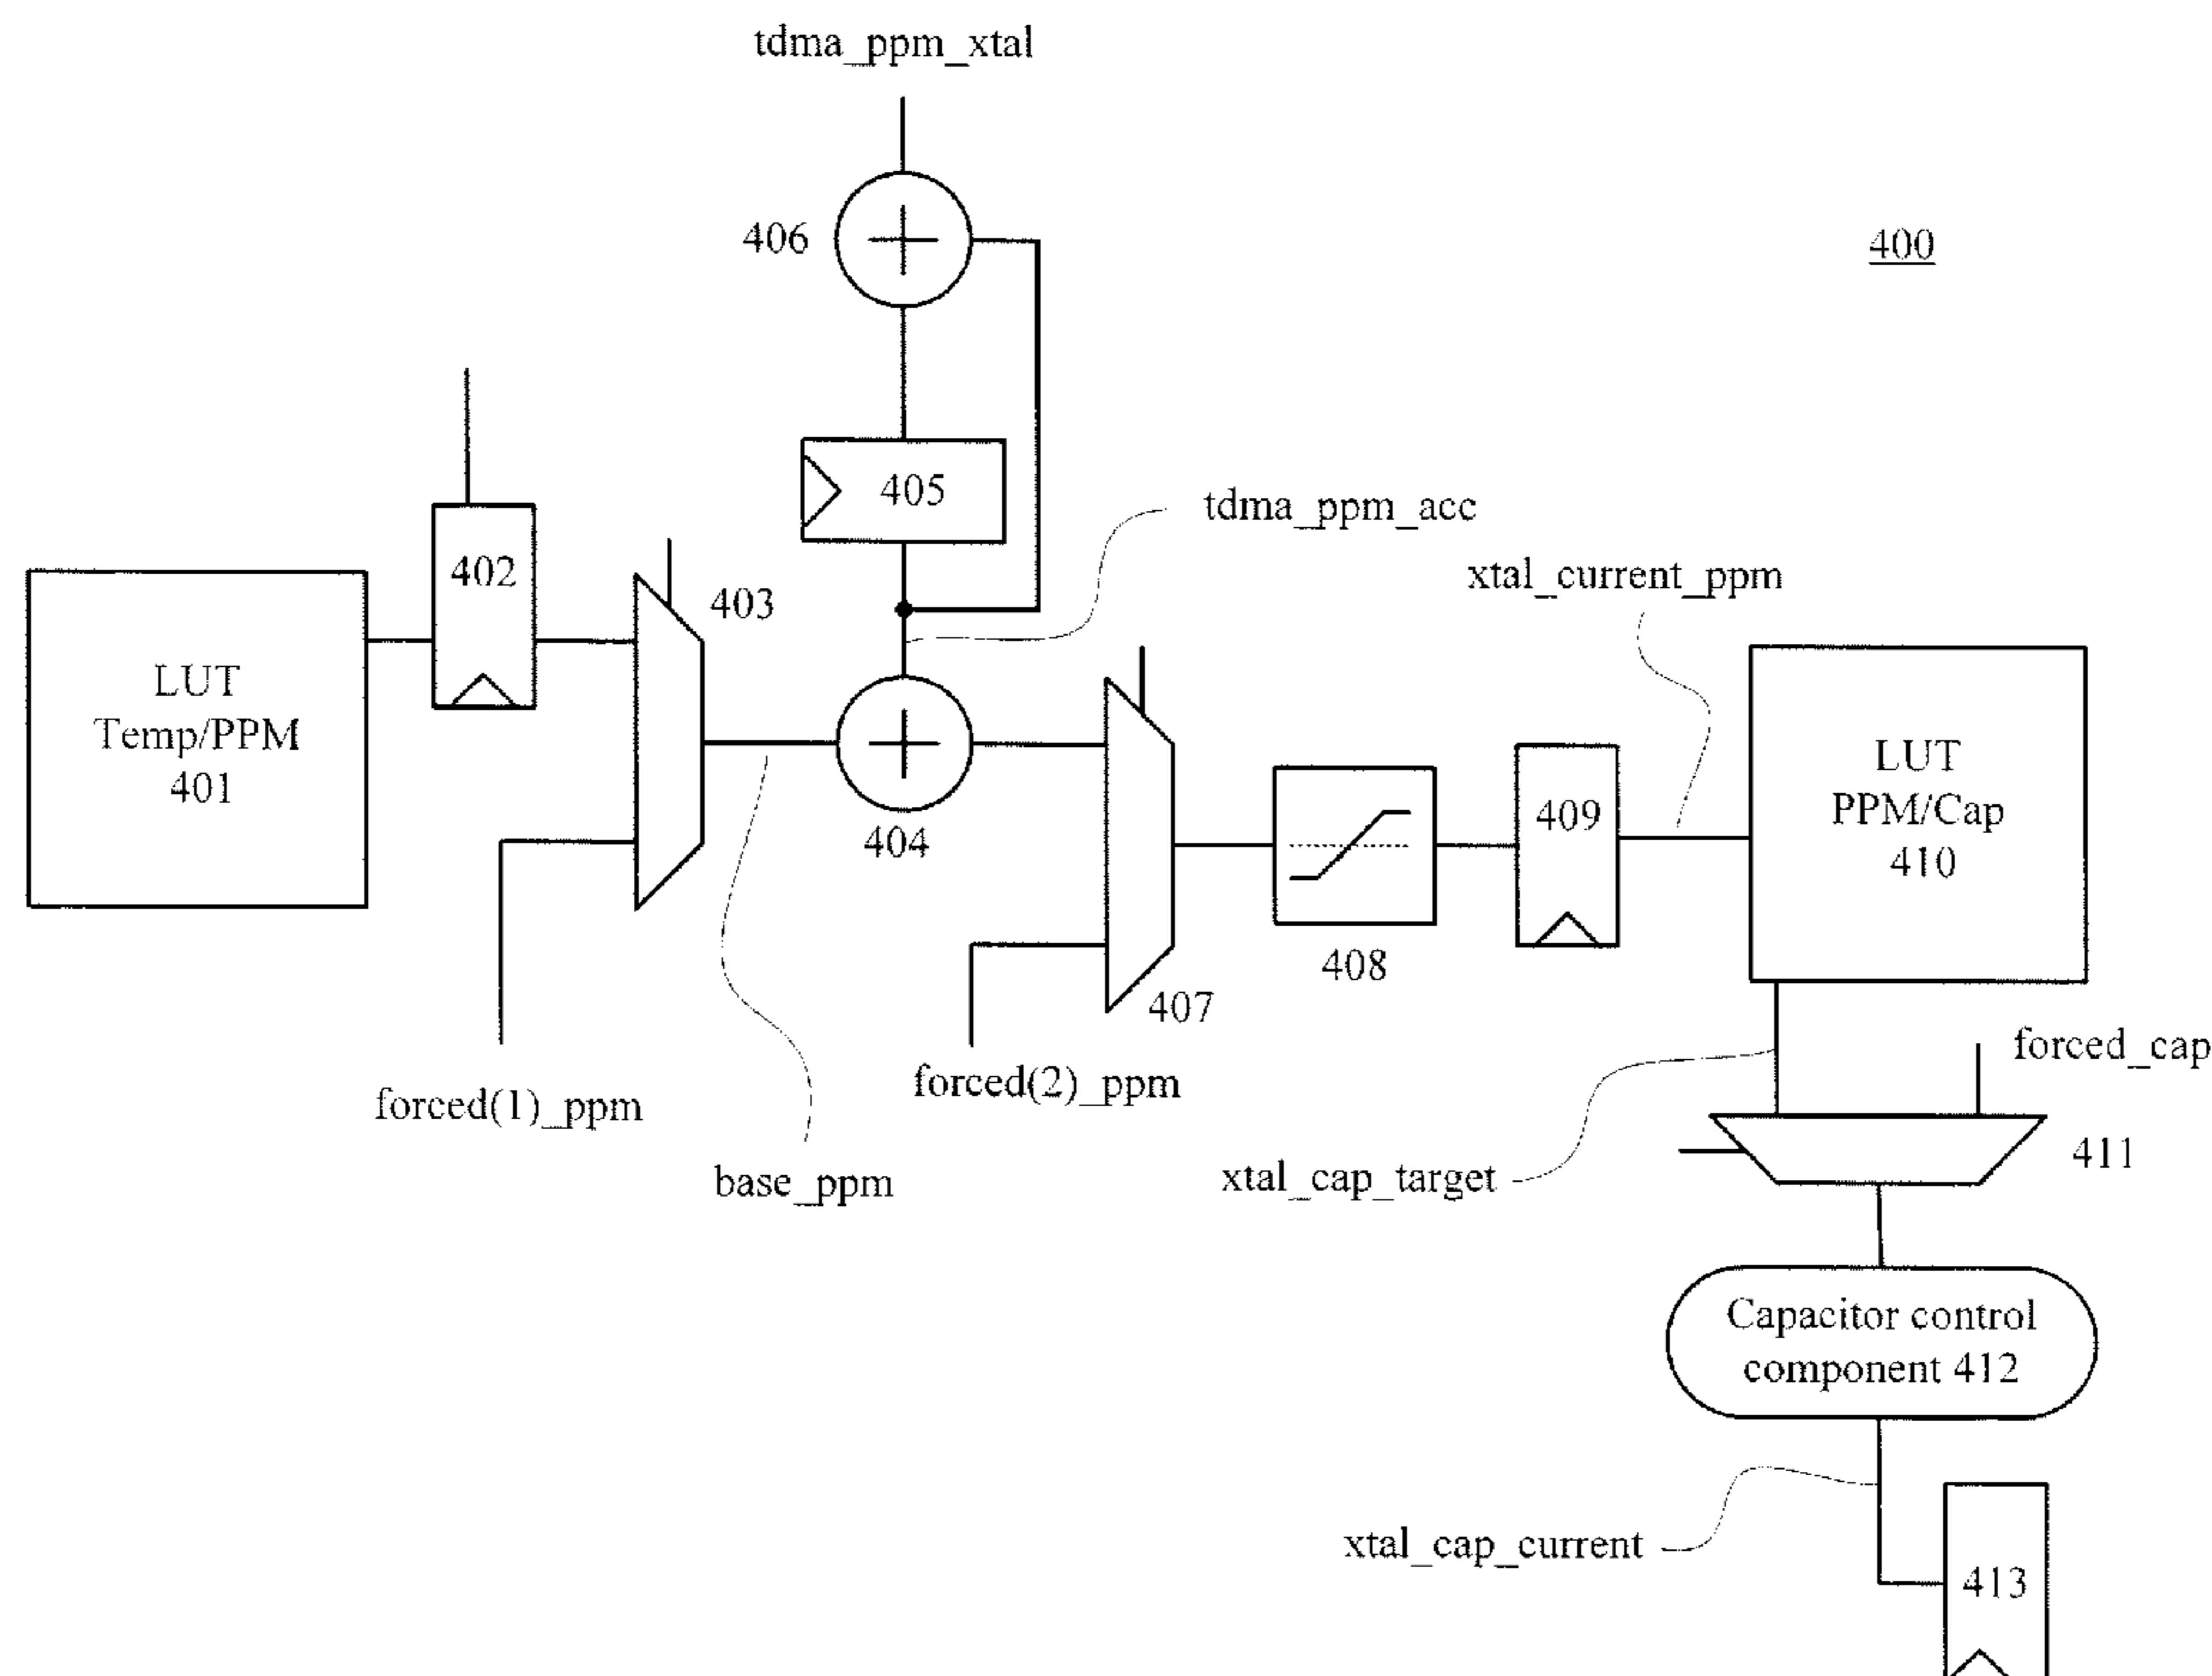 tdma_ppm_xtal
406
400
402
405
tdma_ppm_acc
403
xtal_current_ppm
LUT
Temp/PPM
401
404
LUT
PPM/Cap
410
409
408
407
forced(1)_ppm
forced(2)_ppm
forced_cap
base_ppm
xtal_cap_target
411
Capacitor control
component 412
xtal_cap_current
413